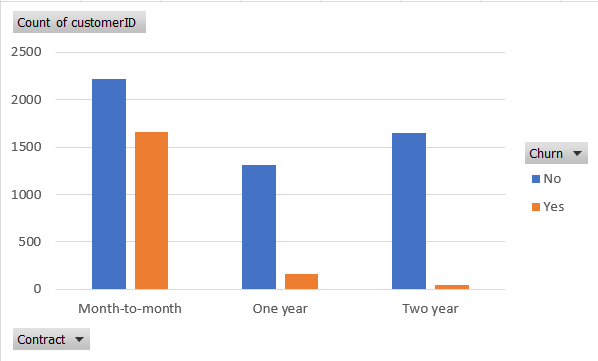 Count of customerID
2500
2000
1500
1000
500
0
Month-to-month One year Two year
Churn
No
Yes
Contract